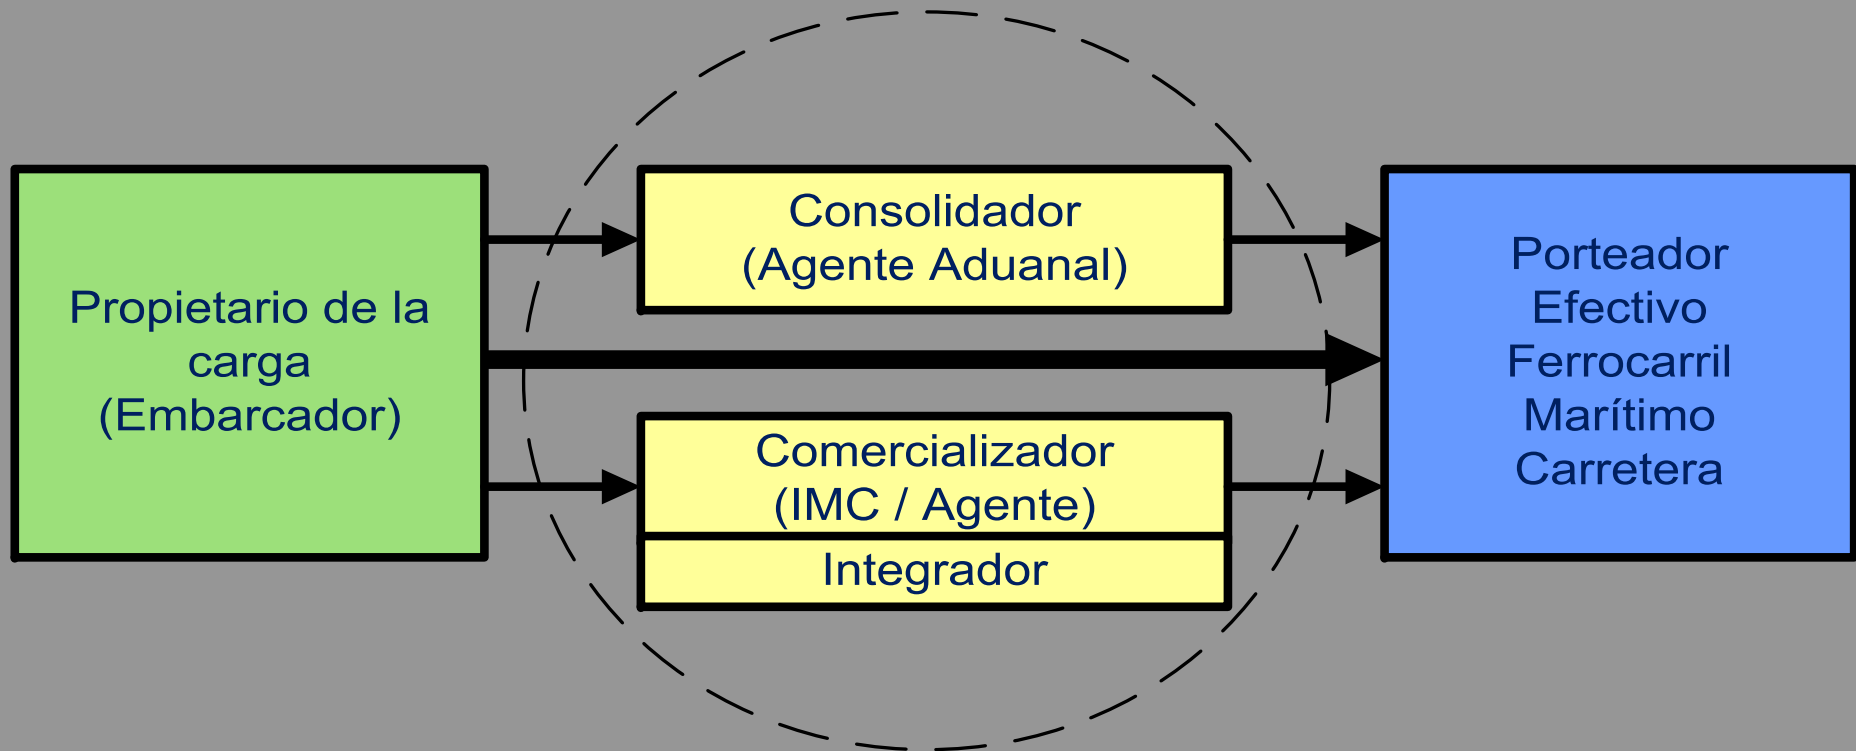 Propietario de la
carga
(Embarcador)
Consolidador
(Agente Aduanal)
Comercializador
(IMC / Agente)
Integrador
Porteador
Efectivo
Ferrocarril
Marítimo
Carretera